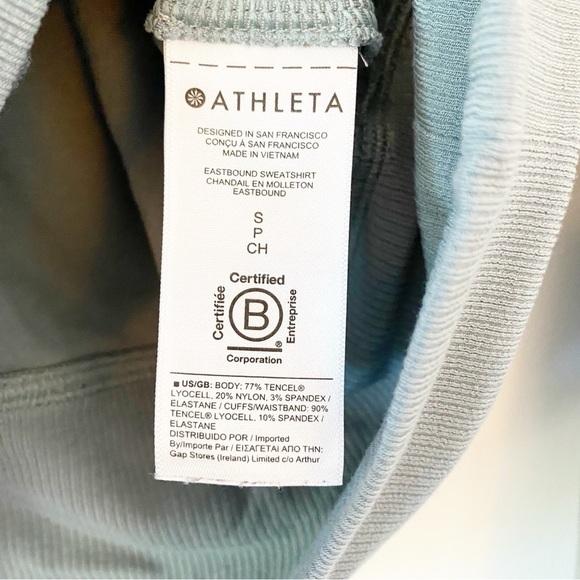 ATHLETA
DESIGNED IN SAN FRANCISCO
CONÇU À SAN FRANCISCO
MADE IN VIETNAM
EASTBOUND SWEATSHIRT
CHANDAIL EN MOLLETON
EASTBOUND
S
P
CH
Certified
Certifiée
B
Entreprise
®
Corporation
■ US/GB: BODY: 77% TENCEL®
LYOCELL, 20% NYLON, 3% SPANDEX /
ELASTANE / CUFFS/WAISTBAND: 90%
TENCEL® LYOCELL, 10% SPANDEX /
ELASTANE
DISTRIBUIDO POR / Imported
By/Importe Par / ΕΙΣΑΓΕΤΑΙ ΑΠΟ ΤΗΝ:
Gap Stores (Ireland) Limited c/o Arthur